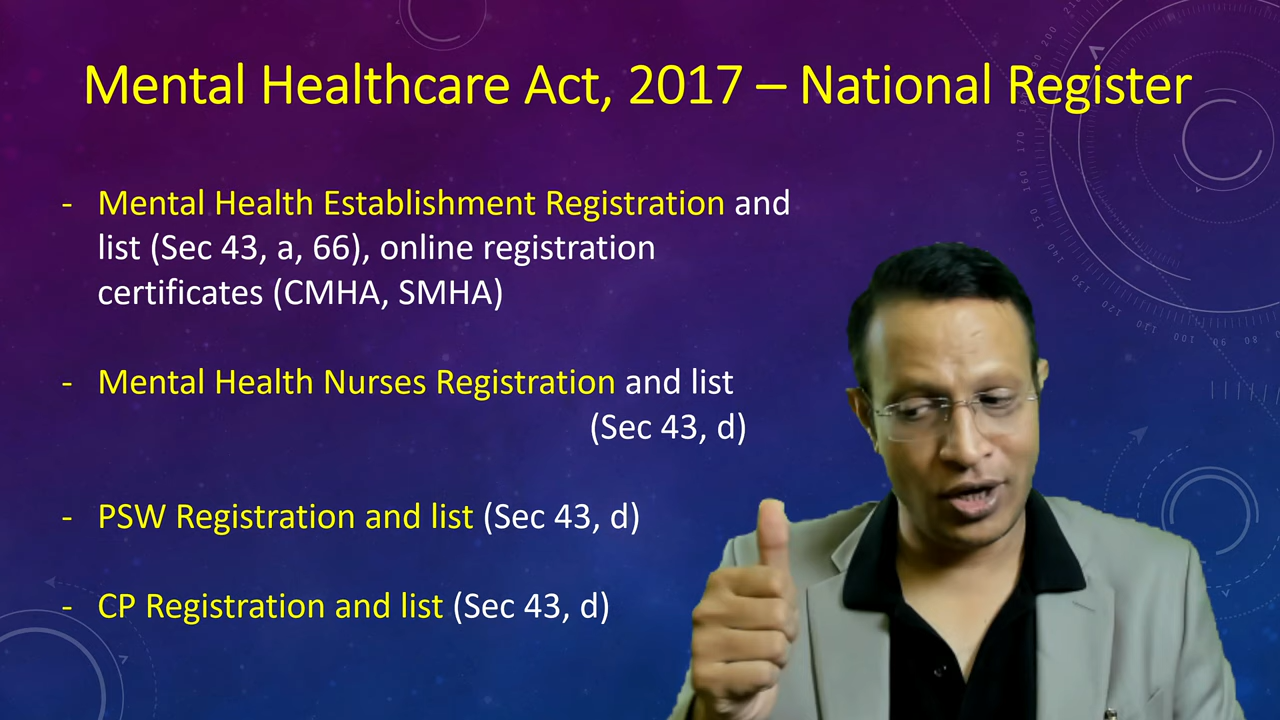 Mental Healthcare Act, 2017 – National Register
- Mental Health Establishment Registration and
list (Sec 43, a, 66), online registration
certificates (CMHA, SMHA)
- Mental Health Nurses Registration and list
(Sec 43, d)
- PSW Registration and list (Sec 43, d)
- CP Registration and list (Sec 43, d)